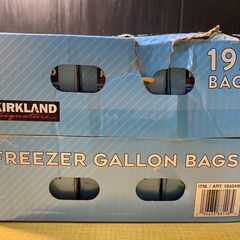 19
BAG
KIRKLAND
Signature
FREEZER GALLON BAGS
ITM. / ART.